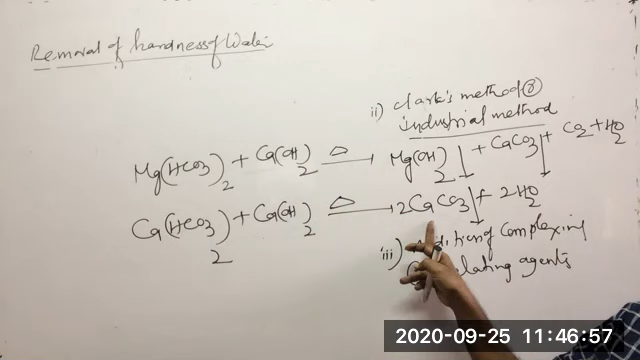 Removal of hardness of Water
ii) Clark's method or
industrial method
Mg(HCO3)2 + Ca(OH)2 △→ Mg(OH)2↓ + CaCO3↓ + CO2 + H2O
Ca(HCO3)2 + Ca(OH)2 △→ 2CaCO3↓ + 2H2O
iii) of complexing
agents
2020-09-25 11:46:57